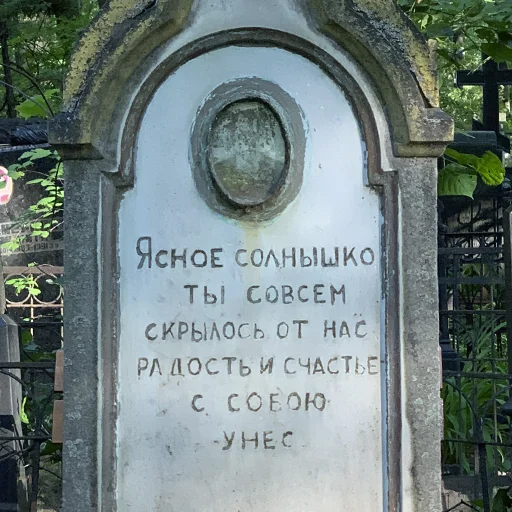 Ясное солнышко
ты совсем
скрылось от нас
радость и счастье
с собою
унес